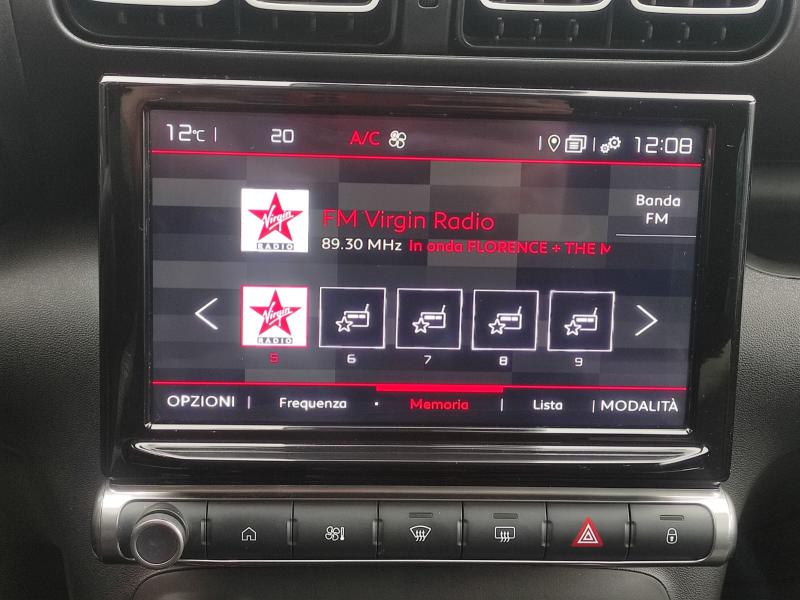 12°C
20
A/C
12:08
Virgin
RADIO
FM Virgin Radio
89.30 MHz In onda FLORENCE + THE M
Banda
FM
Virgin
RADIO
5 6 7 8 9
OPZIONI Frequenza Memoria Lista MODALITÀ